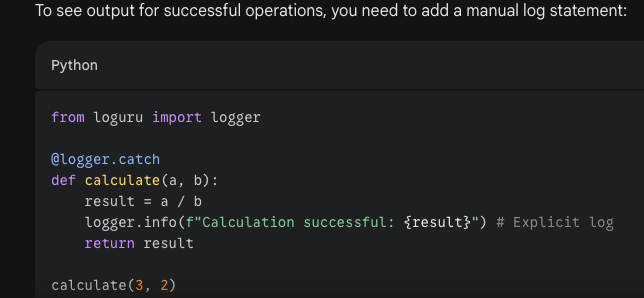 To see output for successful operations, you need to add a manual log statement:
Python
from loguru import logger
@logger.catch
def calculate(a, b):
    result = a / b
    logger.info(f"Calculation successful: {result}") # Explicit log
    return result
calculate(3, 2)